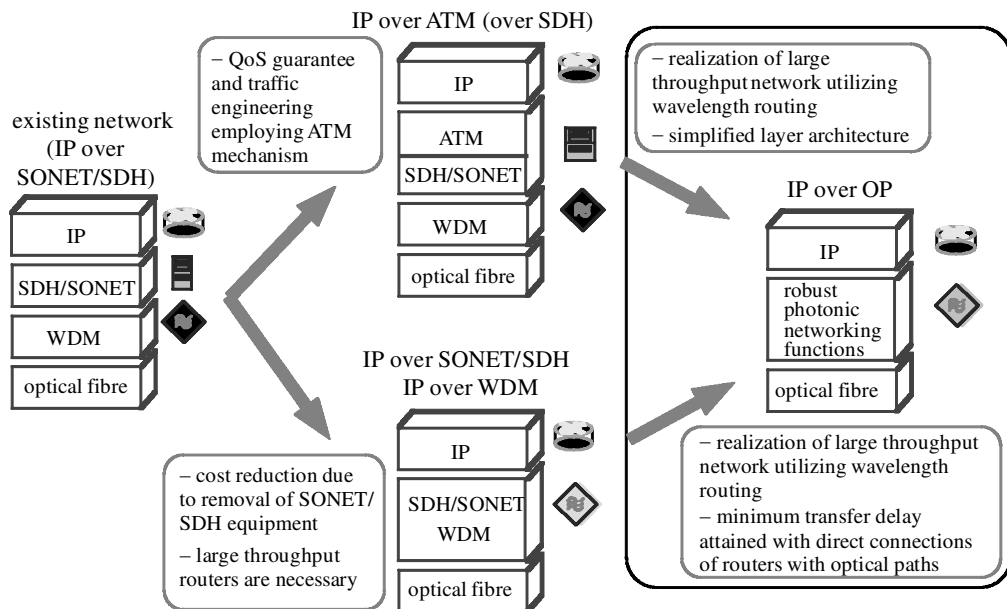 existing network
(IP over
SONET/SDH)
IP
SDH/SONET
WDM
optical fibre
– QoS guarantee
and traffic
engineering
employing ATM
mechanism
IP over ATM (over SDH)
IP
ATM
SDH/SONET
WDM
optical fibre
– cost reduction due
to removal of SONET/
SDH equipment
– large throughput
routers are necessary
IP over SONET/SDH
IP over WDM
IP
SDH/SONET
WDM
optical fibre
– realization of large
throughput network utilizing
wavelength routing
– simplified layer architecture
IP over OP
IP
robust
photonic
networking
functions
optical fibre
– realization of large throughput
network utilizing wavelength
routing
– minimum transfer delay
attained with direct connections
of routers with optical paths